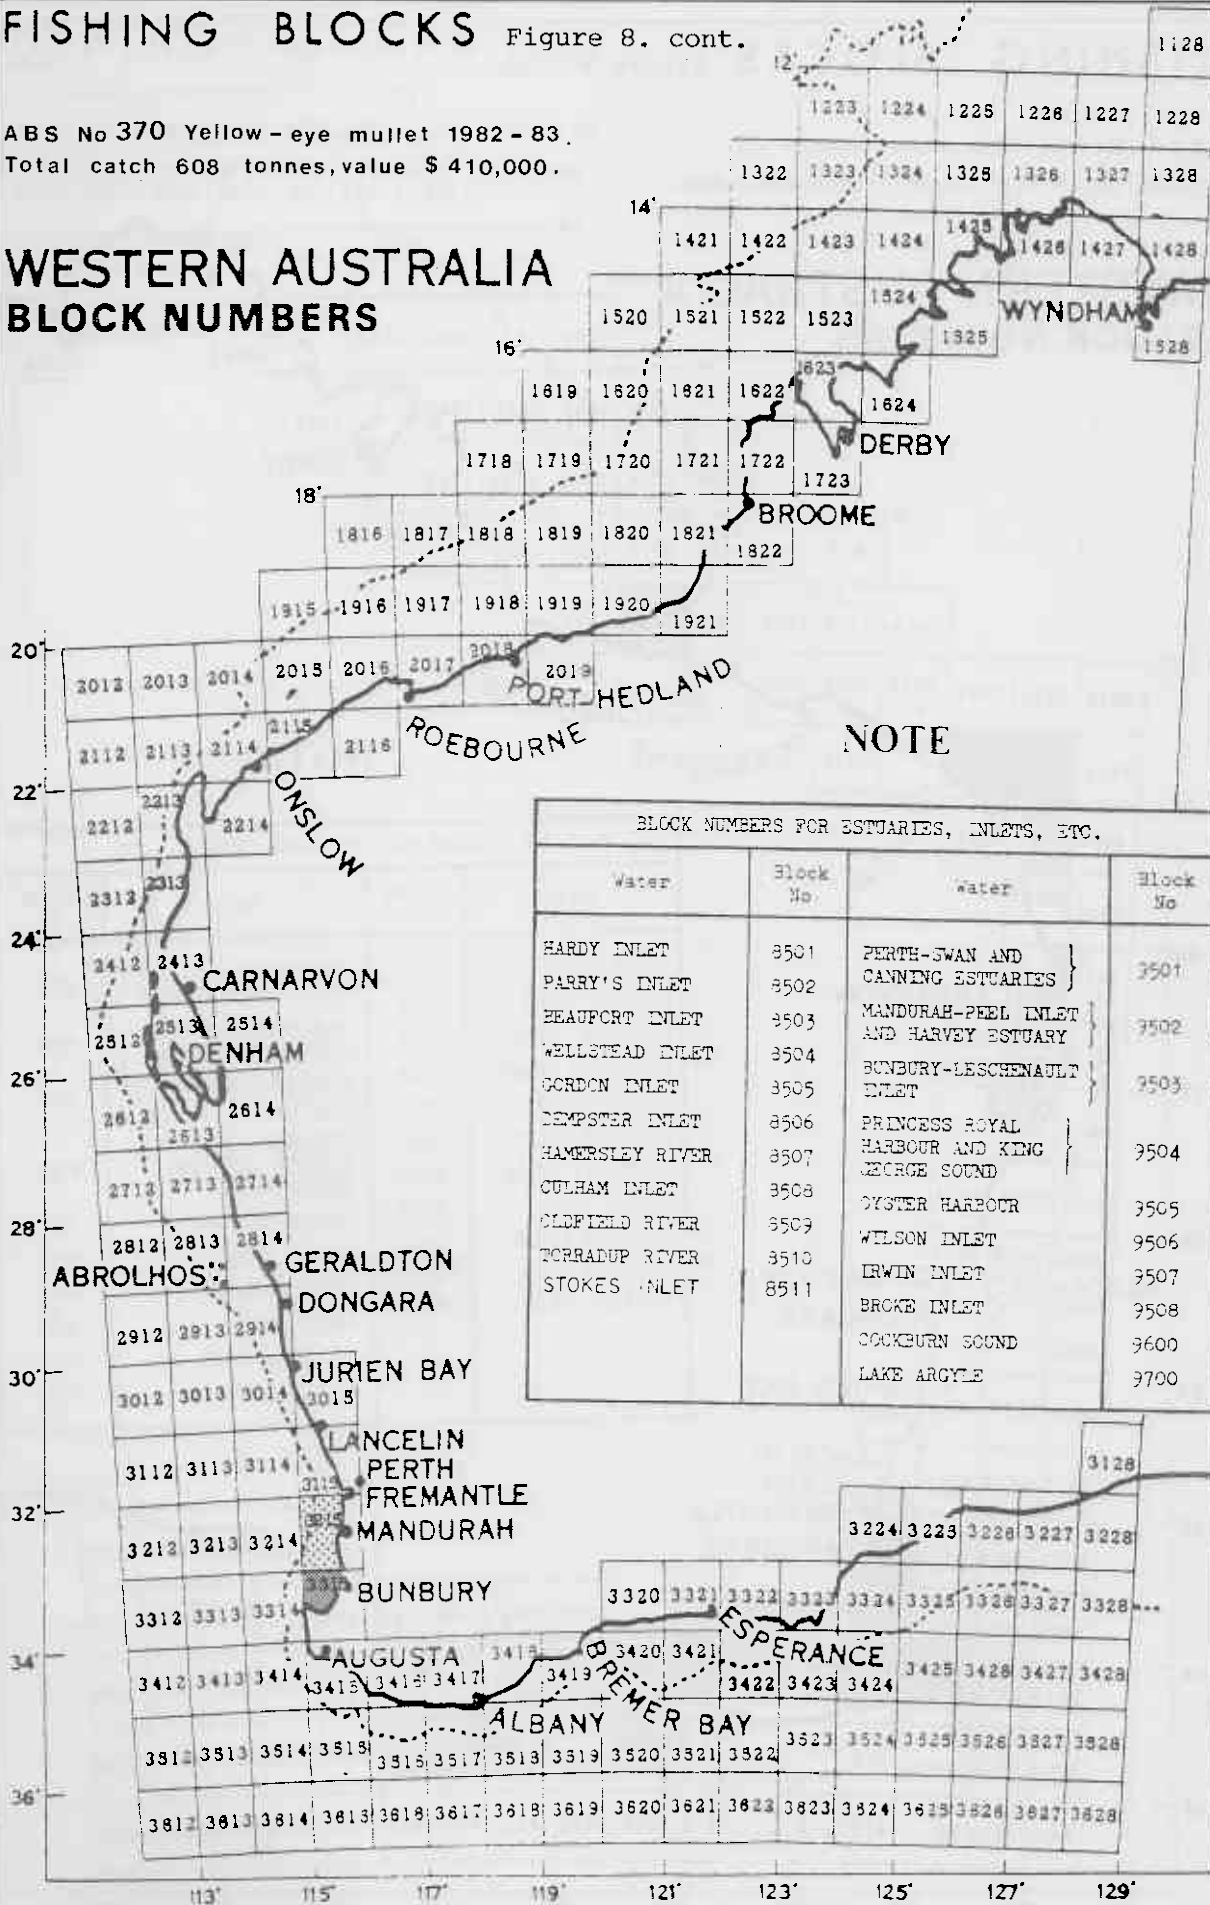 FISHING BLOCKS Figure 8. cont.
ABS No 370 Yellow-eye mullet 1982-83.
Total catch 608 tonnes, value $410,000.
WESTERN AUSTRALIA
BLOCK NUMBERS
1128
12°
1223 1224 1225 1226 1227 1228
1322 1323 1324 1325 1326 1327 1328
14°
1421 1422 1423 1424 1425 1426 1427 1428
1520 1521 1522 1523 1524 WYNDHAM
1525 1528
16°
1619 1620 1621 1622 1623
1624
DERBY
1718 1719 1720 1721 1722
1723
18°
BROOME
1816 1817 1818 1819 1820 1821
1822
1915 1916 1917 1918 1919 1920
1921
20°
2012 2013 2014 2015 2016 2017 2018 2019
PORT HEDLAND
ROEBOURNE
2112 2113 2114 2115 2116
ONSLOW
22°
2212 2213 2214
2312 2313
24°
2412 2413
CARNARVON
2512 2513 2514
DENHAM
26°
2612 2613 2614
2712 2713 2714
28°
2812 2813 2814
ABROLHOS
GERALDTON
DONGARA
2912 2913 2914
JURIEN BAY
30°
3012 3013 3014 3015
LANCELIN
PERTH
3112 3113 3114 3115
FREMANTLE
32°
MANDURAH
3212 3213 3214 3215
BUNBURY
3312 3313 3314 3315
34°
AUGUSTA
3412 3413 3414 3415 3416 3417 3418 3419 3420 3421
3422 3423 3424 3425 3426 3427 3428
ALBANY
BREMER BAY
ESPERANCE
3128
3224 3225 3226 3227 3228
3320 3321 3322 3323 3324 3325 3326 3327 3328
3512 3513 3514 3515 3516 3517 3518 3519 3520 3521 3522 3523 3524 3525 3526 3527 3528
36°
3612 3613 3614 3615 3616 3617 3618 3619 3620 3621 3622 3623 3624 3625 3626 3627 3628
113° 115° 117° 119° 121° 123° 125° 127° 129°
NOTE
BLOCK NUMBERS FOR ESTUARIES, INLETS, ETC.
Water Block No Water Block No
HARDY INLET 8501
PARRY'S INLET 8502
BEAUFORT INLET 8503
WELLSTEAD INLET 8504
GORDON INLET 8505
DEMPSTER INLET 8506
HAMERSLEY RIVER 8507
CULHAM INLET 8508
OLDFIELD RIVER 8509
TORRADUP RIVER 8510
STOKES INLET 8511
PERTH-SWAN AND
CANNING ESTUARIES 9501
MANDURAH-PEEL INLET
AND HARVEY ESTUARY 9502
BUNBURY-LESCHENAULT
INLET 9503
PRINCESS ROYAL
HARBOUR AND KING
GEORGE SOUND 9504
OYSTER HARBOUR 9505
WILSON INLET 9506
IRWIN INLET 9507
BROKE INLET 9508
COCKBURN SOUND 9600
LAKE ARGYLE 9700